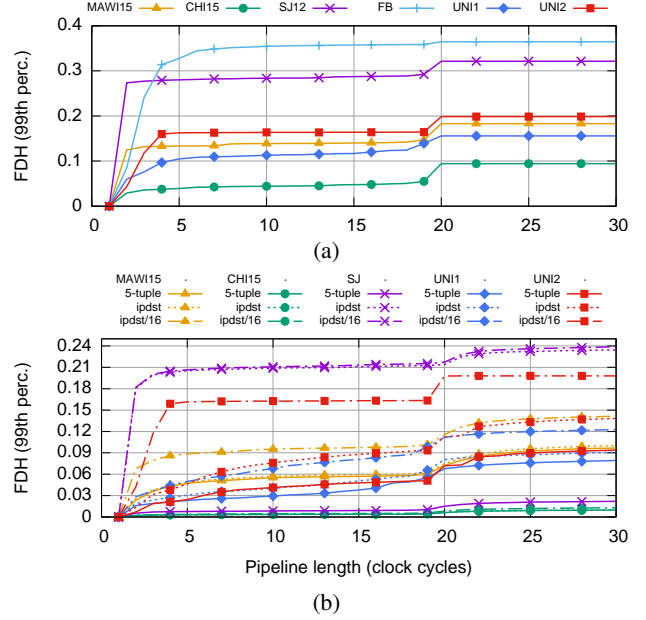 MAWI15 CHI15 SJ12 FB UNI1 UNI2
FDH (99th perc.)
0.4
0.3
0.2
0.1
0
0 5 10 15 20 25 30
(a)
MAWI15 CHI15 SJ UNI1 UNI2
5-tuple 5-tuple 5-tuple 5-tuple 5-tuple
ipdst ipdst ipdst ipdst ipdst
ipdst/16 ipdst/16 ipdst/16 ipdst/16 ipdst/16
FDH (99th perc.)
0.24
0.21
0.18
0.15
0.12
0.09
0.06
0.03
0
0 5 10 15 20 25 30
Pipeline length (clock cycles)
(b)